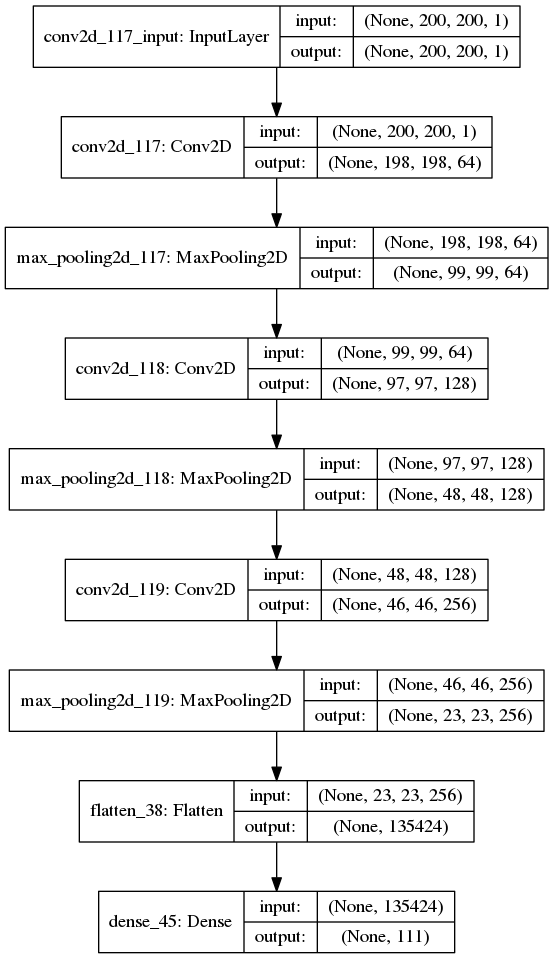 conv2d_117_input: InputLayer
input: (None, 200, 200, 1)
output: (None, 200, 200, 1)
conv2d_117: Conv2D
input: (None, 200, 200, 1)
output: (None, 198, 198, 64)
max_pooling2d_117: MaxPooling2D
input: (None, 198, 198, 64)
output: (None, 99, 99, 64)
conv2d_118: Conv2D
input: (None, 99, 99, 64)
output: (None, 97, 97, 128)
max_pooling2d_118: MaxPooling2D
input: (None, 97, 97, 128)
output: (None, 48, 48, 128)
conv2d_119: Conv2D
input: (None, 48, 48, 128)
output: (None, 46, 46, 256)
max_pooling2d_119: MaxPooling2D
input: (None, 46, 46, 256)
output: (None, 23, 23, 256)
flatten_38: Flatten
input: (None, 23, 23, 256)
output: (None, 135424)
dense_45: Dense
input: (None, 135424)
output: (None, 111)